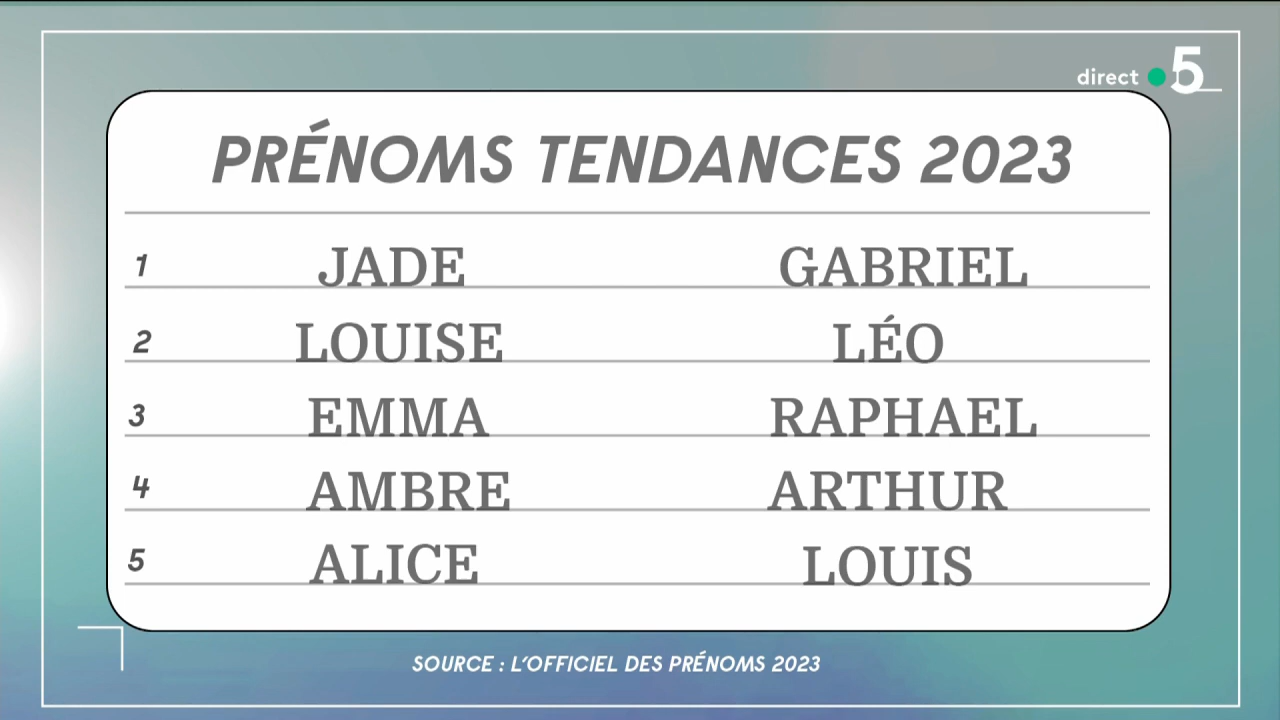 direct 5
PRÉNOMS TENDANCES 2023
1 JADE GABRIEL
2 LOUISE LÉO
3 EMMA RAPHAEL
4 AMBRE ARTHUR
5 ALICE LOUIS
SOURCE : L'OFFICIEL DES PRÉNOMS 2023